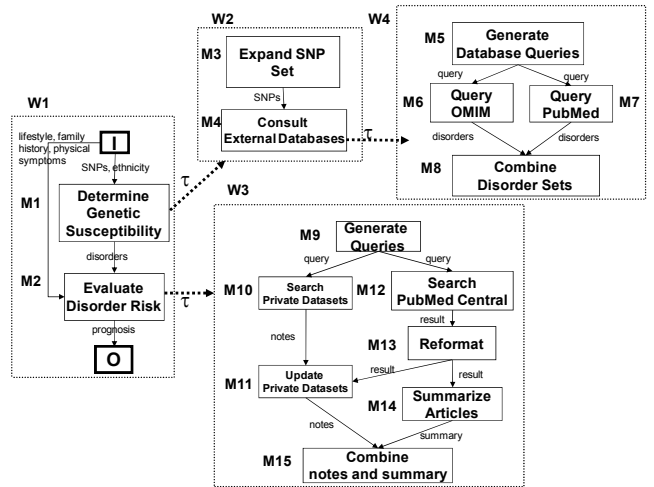 W1
lifestyle, family
history, physical
symptoms
I
SNPs, ethnicity
M1
Determine
Genetic
Susceptibility
disorders
M2
Evaluate
Disorder Risk
prognosis
O
τ
τ
W2
M3
Expand SNP
Set
SNPs
M4
Consult
External Databases
τ
W4
M5
Generate
Database Queries
query
query
M6
Query
OMIM
Query
PubMed
M7
disorders
disorders
M8
Combine
Disorder Sets
W3
M9
Generate
Queries
query
query
M10
Search
Private Datasets
M12
Search
PubMed Central
notes
result
M13
Reformat
result
result
M11
Update
Private Datasets
M14
Summarize
Articles
notes
summary
M15
Combine
notes and summary